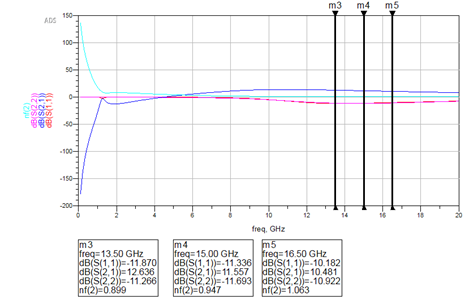 m3 m4 m5
ADS
150
100
50
0
-50
-100
-150
-200
nf(2)
dB(S(2,2))
dB(S(2,1))
dB(S(1,1))
0 2 4 6 8 10 12 14 16 18 20
freq, GHz
m3
freq=13.50 GHz
dB(S(1,1))=-11.870
dB(S(2,1))=12.636
dB(S(2,2))=-11.266
nf(2)=0.899
m4
freq=15.00 GHz
dB(S(1,1))=-11.336
dB(S(2,1))=11.557
dB(S(2,2))=-11.693
nf(2)=0.947
m5
freq=16.50 GHz
dB(S(1,1))=-10.182
dB(S(2,1))=10.481
dB(S(2,2))=-10.922
nf(2)=1.063